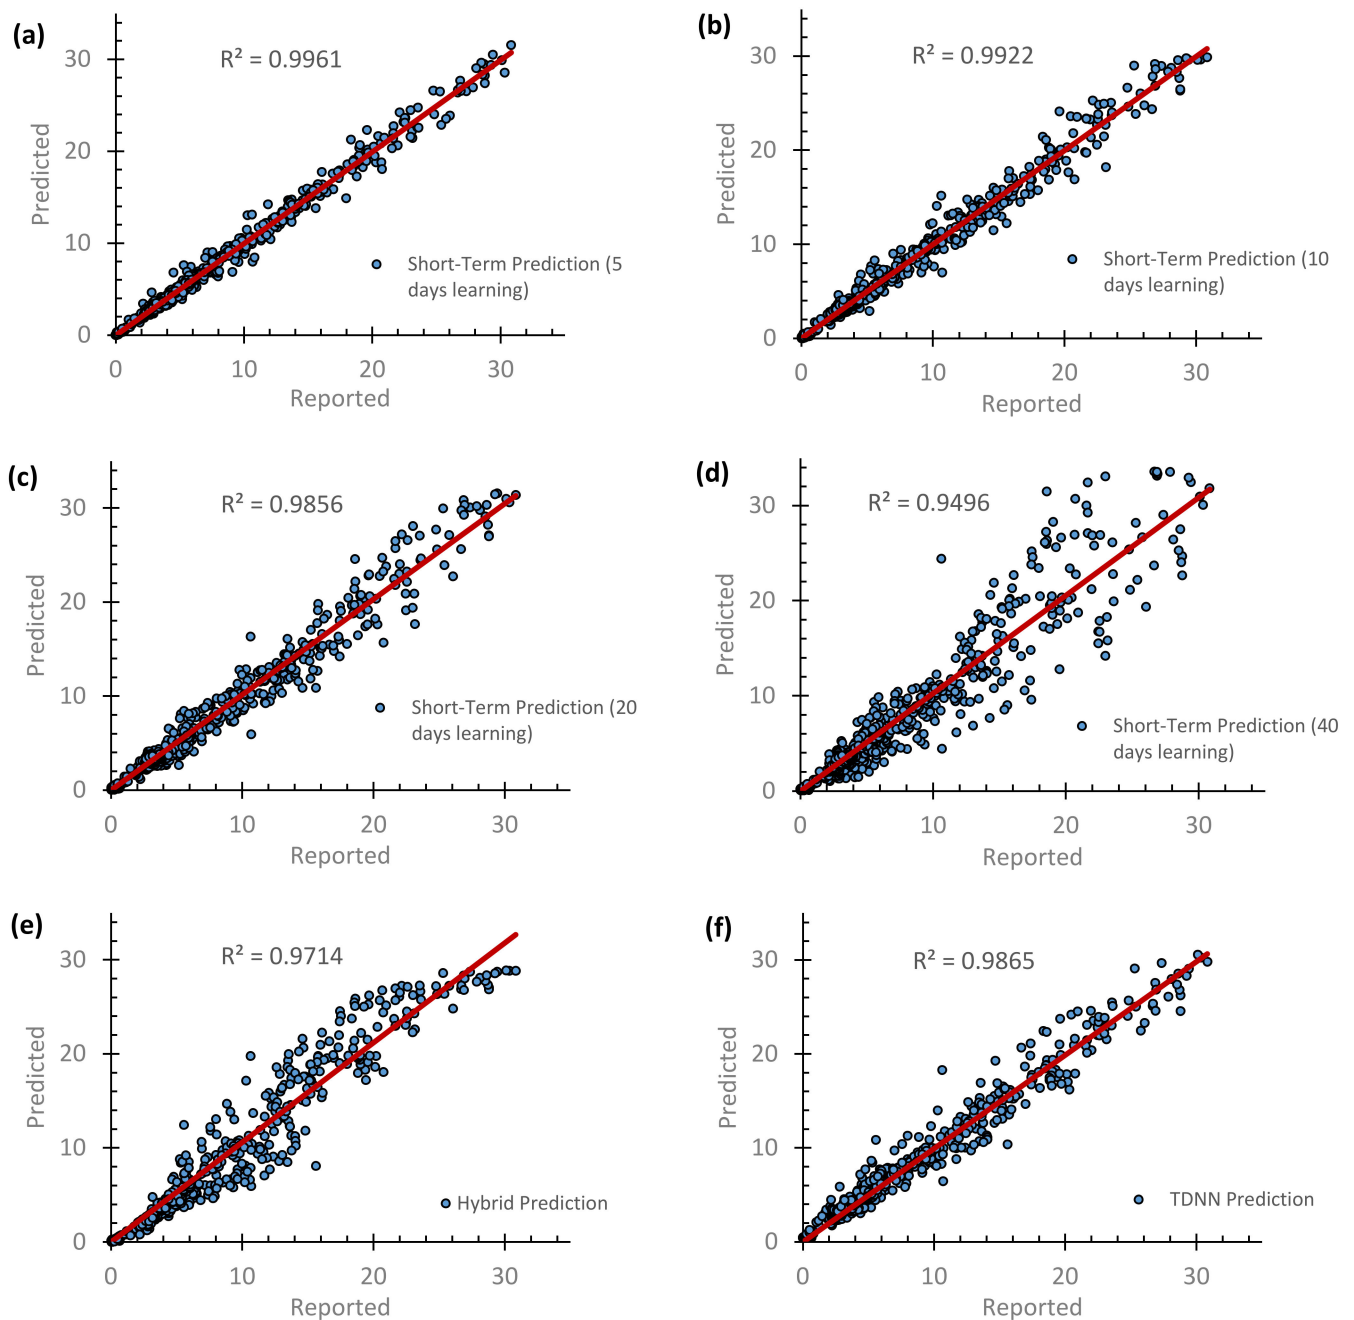 (a)
R² = 0.9961
30
20
10
0
Predicted
Short-Term Prediction (5
days learning)
0 10 20 30
Reported
(b)
R² = 0.9922
30
20
10
0
Predicted
Short-Term Prediction (10
days learning)
0 10 20 30
Reported
(c)
R² = 0.9856
30
20
10
0
Predicted
Short-Term Prediction (20
days learning)
0 10 20 30
Reported
(d)
R² = 0.9496
30
20
10
0
Predicted
Short-Term Prediction (40
days learning)
0 10 20 30
Reported
(e)
R² = 0.9714
30
20
10
0
Predicted
Hybrid Prediction
0 10 20 30
Reported
(f)
R² = 0.9865
30
20
10
0
Predicted
TDNN Prediction
0 10 20 30
Reported